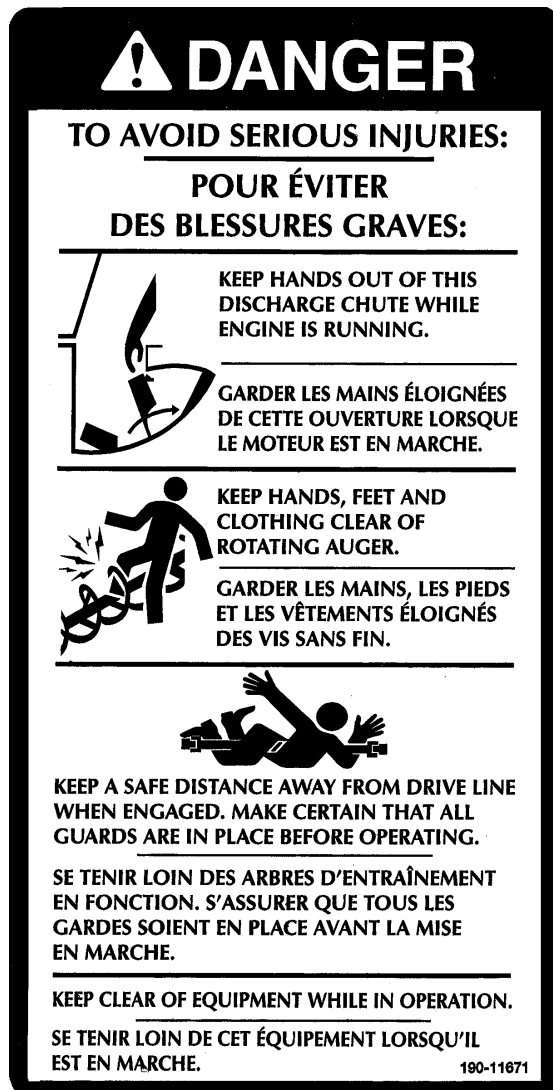 DANGER
TO AVOID SERIOUS INJURIES:
POUR ÉVITER
DES BLESSURES GRAVES:
KEEP HANDS OUT OF THIS
DISCHARGE CHUTE WHILE
ENGINE IS RUNNING.
GARDER LES MAINS ÉLOIGNÉES
DE CETTE OUVERTURE LORSQUE
LE MOTEUR EST EN MARCHE.
KEEP HANDS, FEET AND
CLOTHING CLEAR OF
ROTATING AUGER.
GARDER LES MAINS, LES PIEDS
ET LES VÊTEMENTS ÉLOIGNÉS
DES VIS SANS FIN.
KEEP A SAFE DISTANCE AWAY FROM DRIVE LINE
WHEN ENGAGED. MAKE CERTAIN THAT ALL
GUARDS ARE IN PLACE BEFORE OPERATING.
SE TENIR LOIN DES ARBRES D'ENTRAÎNEMENT
EN FONCTION. S'ASSURER QUE TOUS LES
GARDES SOIENT EN PLACE AVANT LA MISE
EN MARCHE.
KEEP CLEAR OF EQUIPMENT WHILE IN OPERATION.
SE TENIR LOIN DE CET ÉQUIPEMENT LORSQU'IL
EST EN MARCHE.
190-11671